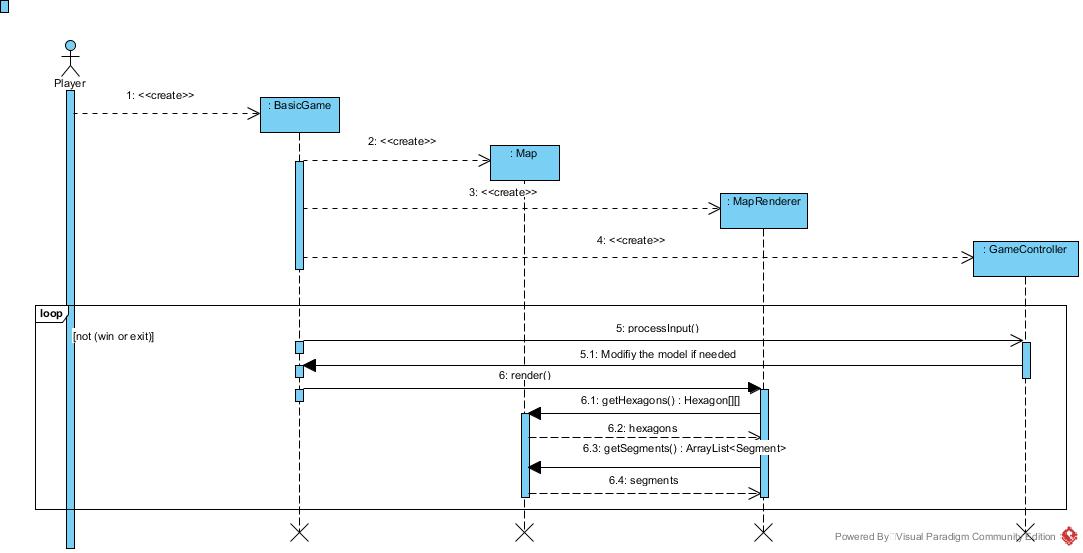 Player
1: <<create>>
: BasicGame
2: <<create>>
: Map
3: <<create>>
: MapRenderer
4: <<create>>
: GameController
loop
[not (win or exit)]
5: processInput()
5.1: Modifiy the model if needed
6: render()
6.1: getHexagons() : Hexagon[][]
6.2: hexagons
6.3: getSegments() : ArrayList<Segment>
6.4: segments
Powered By Visual Paradigm Community Edition